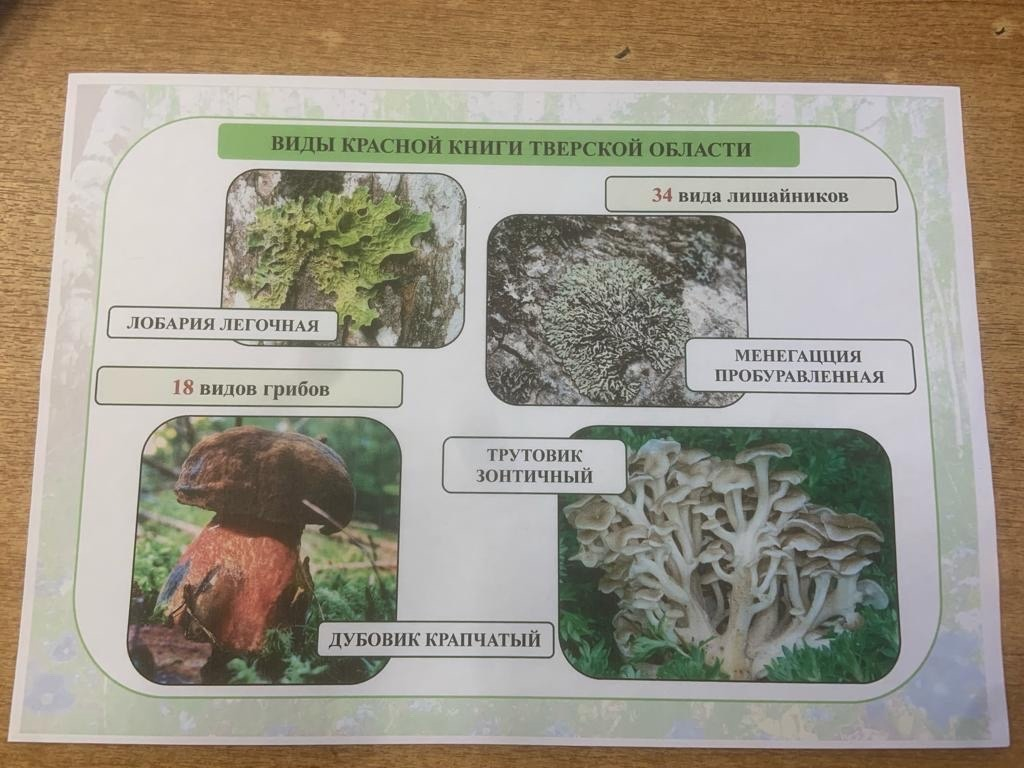 ВИДЫ КРАСНОЙ КНИГИ ТВЕРСКОЙ ОБЛАСТИ
34 вида лишайников
ЛОБАРИЯ ЛЕГОЧНАЯ
МЕНЕГАЦЦИЯ
ПРОБУРАВЛЕННАЯ
18 видов грибов
ТРУТОВИК
ЗОНТИЧНЫЙ
ДУБОВИК КРАПЧАТЫЙ